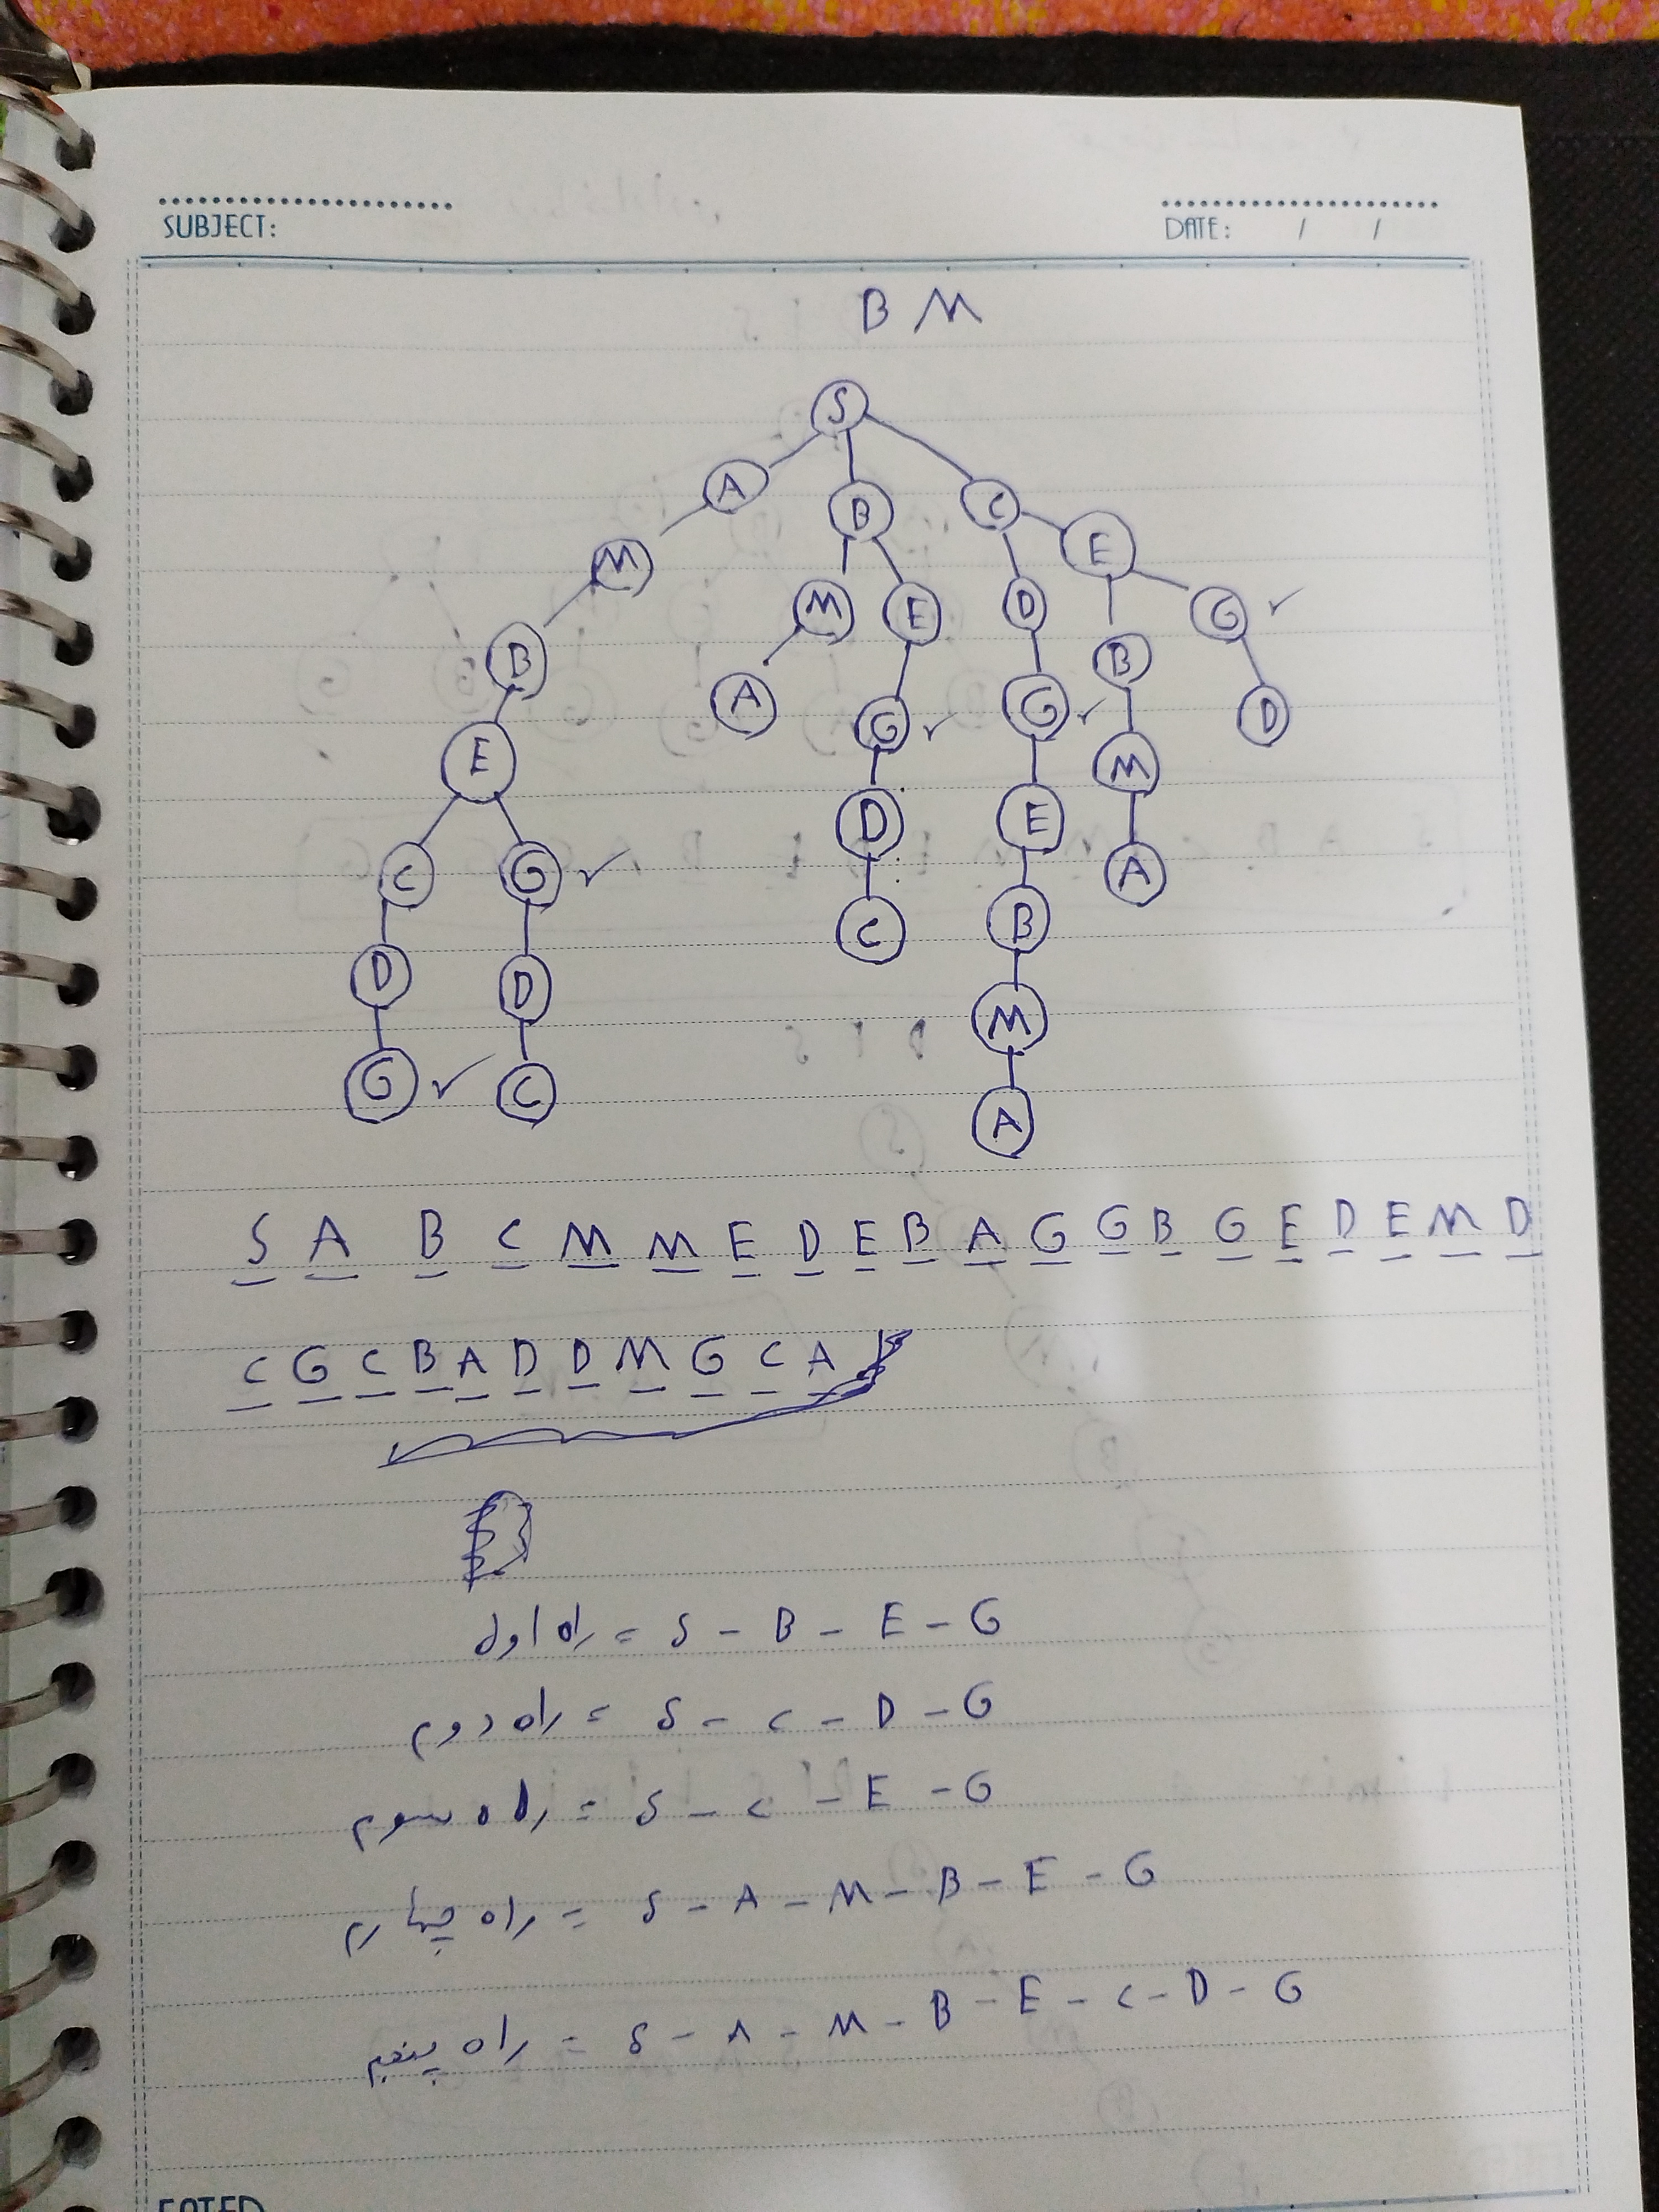 SUBJECT:
DATE: / /
B M
S
A B C
M E
M E D G ✓
B B
A G ✓ G ✓ D
E M
D E
C G ✓ A
C B
D D
M
G ✓ C A
S A B C M M E D E B A G G B G E D E M D
C G C B A D D M G C A
راه اول = S - B - E - G
راه دوم = S - C - D - G
راه سوم = S - C - E - G
راه چهارم = S - A - M - B - E - G
راه پنجم = S - A - M - B - E - C - D - G